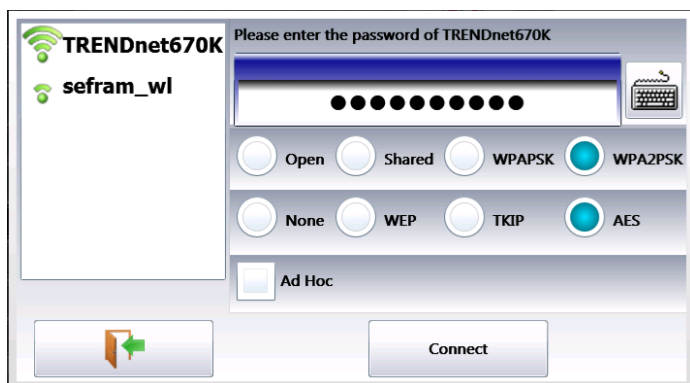 TRENDnet670K
sefram_wl
Please enter the password of TRENDnet670K
●●●●●●●●●●
Open Shared WPAPSK WPA2PSK
None WEP TKIP AES
Ad Hoc
Connect